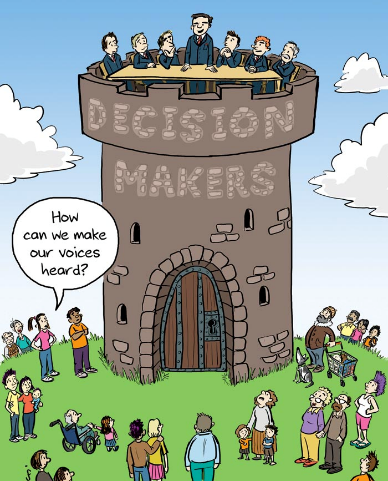 DECISION
MAKERS
How
can we make
our voices
heard?